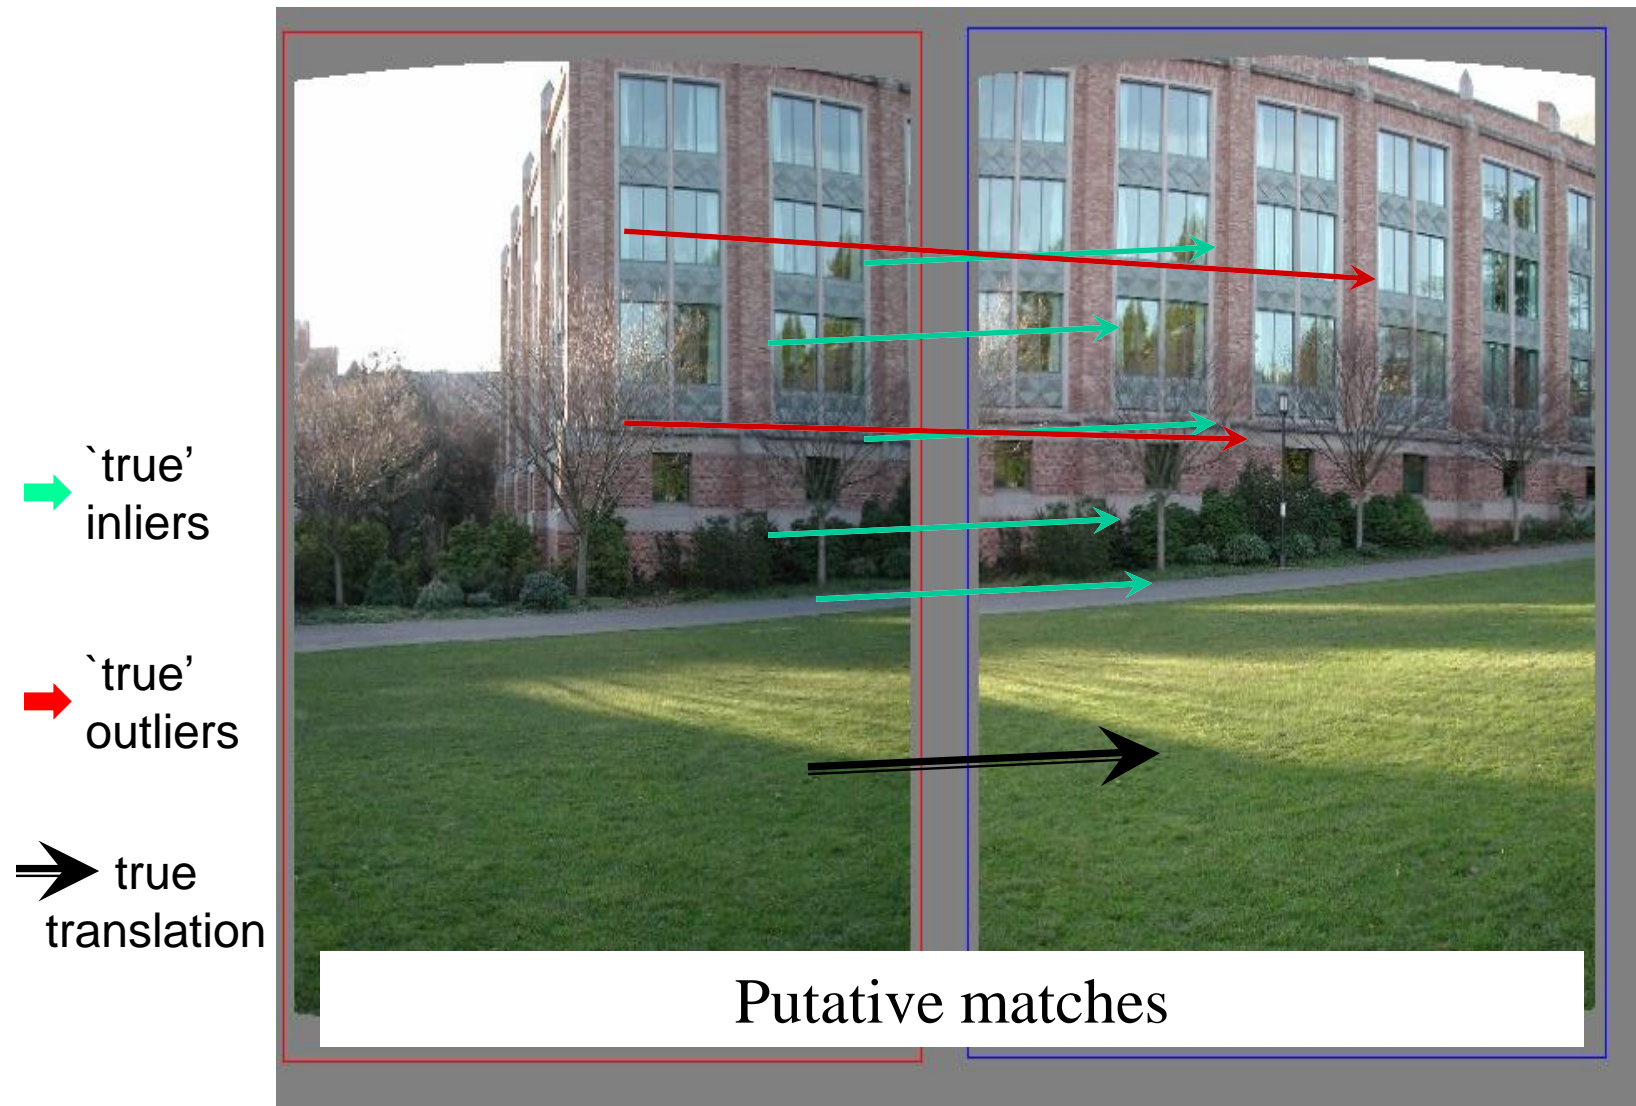 `true’
inliers
`true’
outliers
true
translation
Putative matches